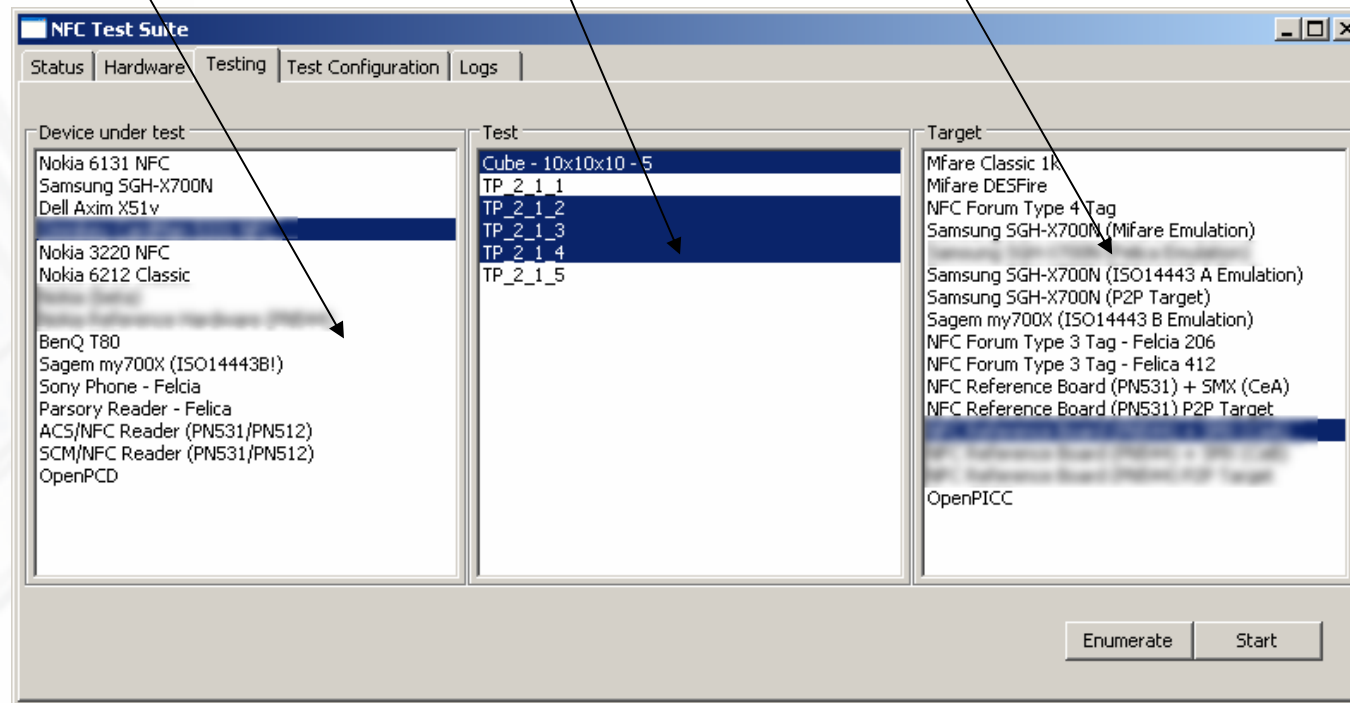 NFC Test Suite
Status Hardware Testing Test Configuration Logs
Device under test
Nokia 6131 NFC
Samsung SGH-X700N
Dell Axim X51v
Nokia 3220 NFC
Nokia 6212 Classic
BenQ T80
Sagem my700X (ISO14443B!)
Sony Phone - Felcia
Parsory Reader - Felica
ACS/NFC Reader (PN531/PN512)
SCM/NFC Reader (PN531/PN512)
OpenPCD
Test
Cube - 10x10x10 - 5
TP_2_1_1
TP_2_1_2
TP_2_1_3
TP_2_1_4
TP_2_1_5
Target
Mfare Classic 1k
Mifare DESFire
NFC Forum Type 4 Tag
Samsung SGH-X700N (Mifare Emulation)
Samsung SGH-X700N (ISO14443 A Emulation)
Samsung SGH-X700N (P2P Target)
Sagem my700X (ISO14443 B Emulation)
NFC Forum Type 3 Tag - Felcia 206
NFC Forum Type 3 Tag - Felica 412
NFC Reference Board (PN531) + SMX (CeA)
NFC Reference Board (PN531) P2P Target
OpenPICC
Enumerate Start